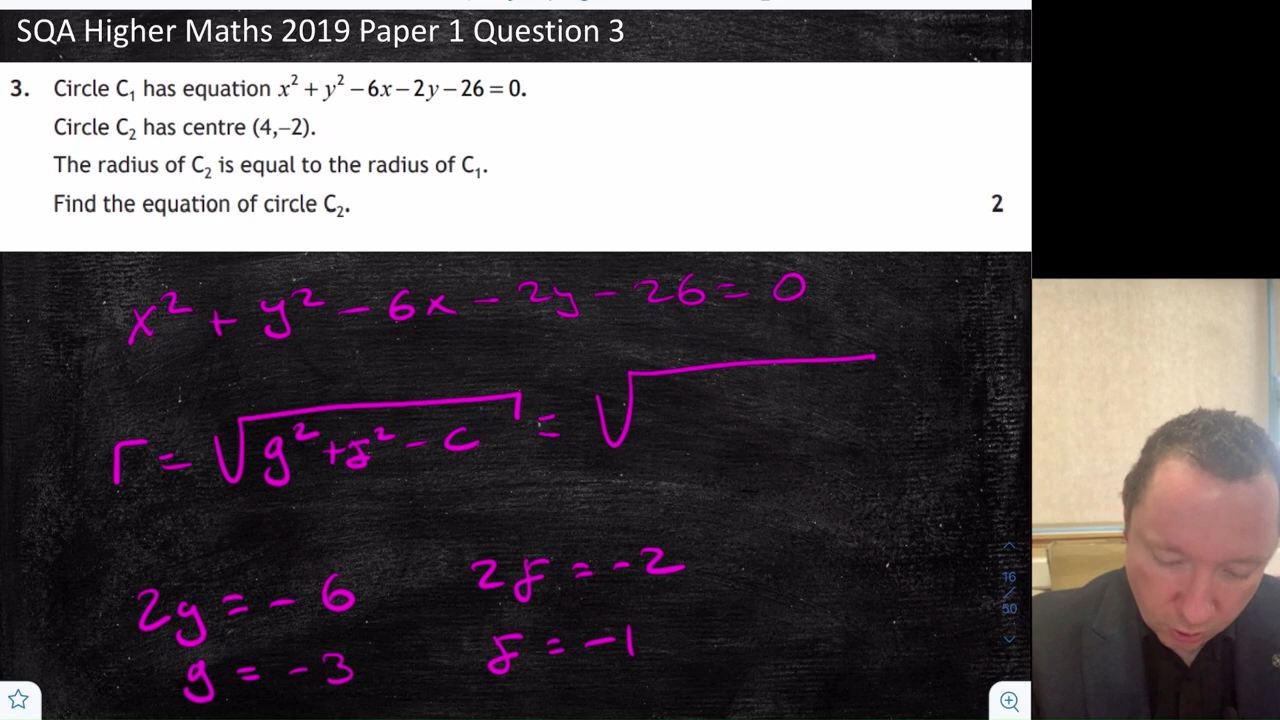 SQA Higher Maths 2019 Paper 1 Question 3
3. Circle C₁ has equation x² + y² − 6x − 2y − 26 = 0.
Circle C₂ has centre (4,−2).
The radius of C₂ is equal to the radius of C₁.
Find the equation of circle C₂. 2
x² + y² − 6x − 2y − 26 = 0
r = √(g² + f² − c) = √
2g = −6 2f = −2
g = −3 f = −1
16
/
50